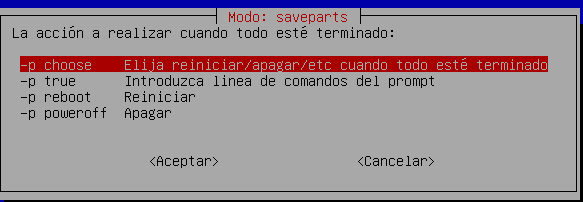 Modo: saveparts
La acción a realizar cuando todo esté terminado:
-p choose Elija reiniciar/apagar/etc cuando todo esté terminado
-p true Introduzca linea de comandos del prompt
-p reboot Reiniciar
-p poweroff Apagar
<Aceptar> <Cancelar>